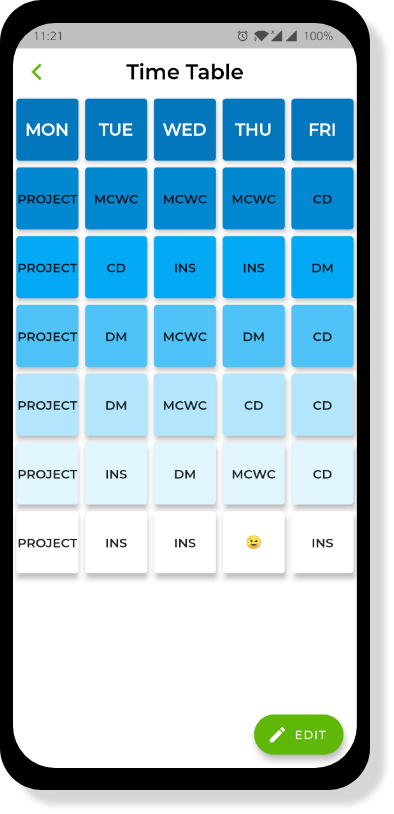 11:21 100%
Time Table
MON TUE WED THU FRI
PROJECT MCWC MCWC MCWC CD
PROJECT CD INS INS DM
PROJECT DM MCWC DM CD
PROJECT DM MCWC CD CD
PROJECT INS DM MCWC CD
PROJECT INS INS 😉 INS
EDIT